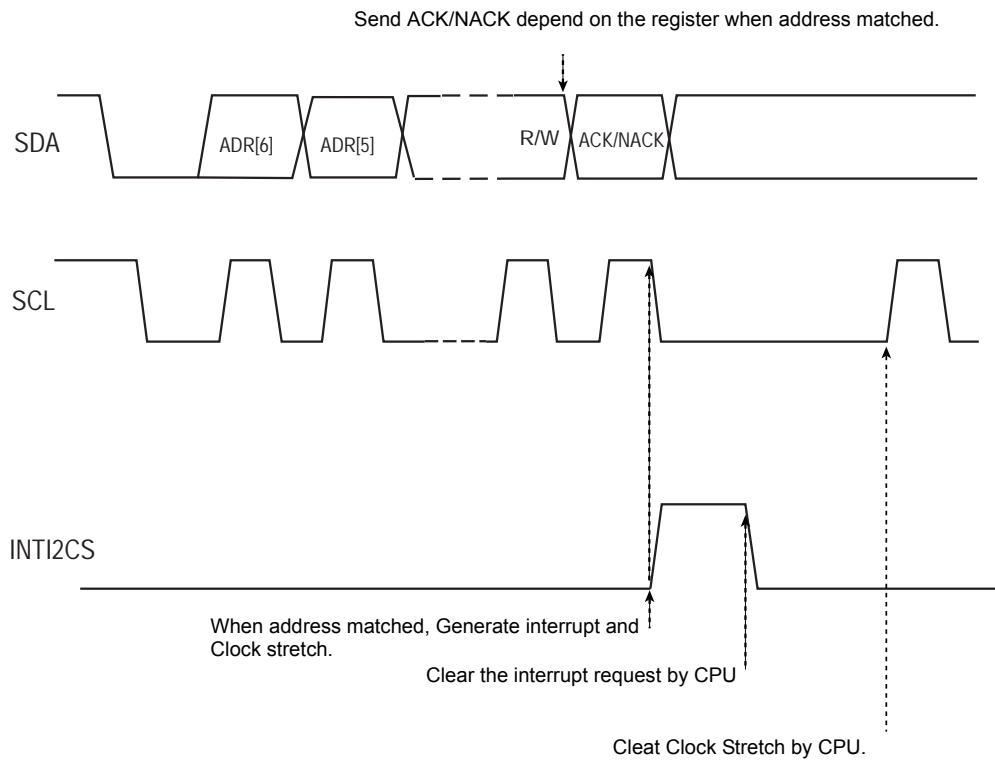 Send ACK/NACK depend on the register when address matched.
SDA
ADR[6]
ADR[5]
R/W
ACK/NACK
SCL
INTI2CS
When address matched, Generate interrupt and
Clock stretch.
Clear the interrupt request by CPU
Cleat Clock Stretch by CPU.